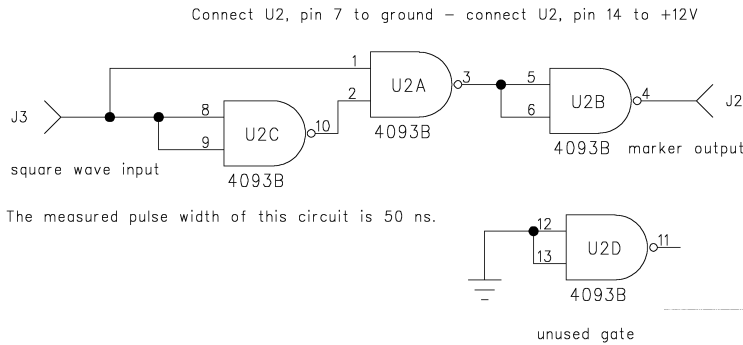 Connect U2, pin 7 to ground – connect U2, pin 14 to +12V
1
U2A
3
2
4093B
5
U2B
4
6
4093B
J2
marker output
J3
8
U2C
10
9
4093B
square wave input
The measured pulse width of this circuit is 50 ns.
12
U2D
11
13
4093B
unused gate